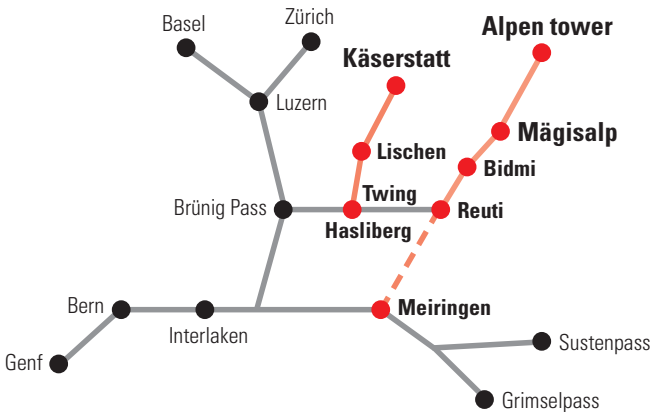 Basel
Zürich
Alpen tower
Käserstatt
Luzern
Mägisalp
Lischen
Bidmi
Twing
Brünig Pass
Reuti
Hasliberg
Bern
Meiringen
Interlaken
Sustenpass
Genf
Grimselpass